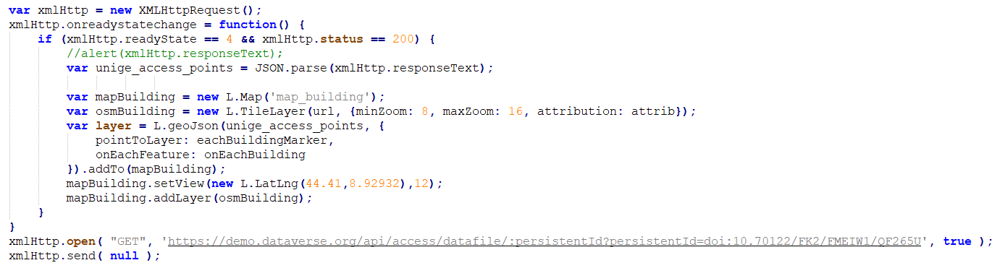 var xmlHttp = new XMLHttpRequest();
xmlHttp.onreadystatechange = function() {
    if (xmlHttp.readyState == 4 && xmlHttp.status == 200) {
        //alert(xmlHttp.responseText);
        var unige_access_points = JSON.parse(xmlHttp.responseText);

        var mapBuilding = new L.Map('map_building');
        var osmBuilding = new L.TileLayer(url, {minZoom: 8, maxZoom: 16, attribution: attrib});
        var layer = L.geoJson(unige_access_points, {
            pointToLayer: eachBuildingMarker,
            onEachFeature: onEachBuilding
        }).addTo(mapBuilding);
        mapBuilding.setView(new L.LatLng(44.41,8.92932),12);
        mapBuilding.addLayer(osmBuilding);
    }
}
xmlHttp.open( "GET", 'https://demo.dataverse.org/api/access/datafile/:persistentId?persistentId=doi:10.70122/FK2/FMEIW1/QF265U', true );
xmlHttp.send( null );